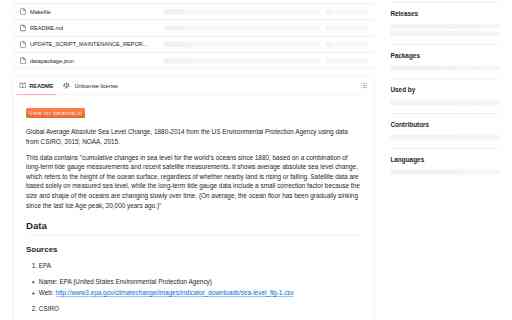 Makefile
README.md
UPDATE_SCRIPT_MAINTENANCE_REPOR...
datapackage.json
README
Unlicense license
View on datahub.io
Global Average Absolute Sea Level Change, 1880-2014 from the US Environmental Protection Agency using data
from CSIRO, 2015; NOAA, 2015.
This data contains "cumulative changes in sea level for the world's oceans since 1880, based on a combination of
long-term tide gauge measurements and recent satellite measurements. It shows average absolute sea level change,
which refers to the height of the ocean surface, regardless of whether nearby land is rising or falling. Satellite data are
based solely on measured sea level, while the long-term tide gauge data include a small correction factor because the
size and shape of the oceans are changing slowly over time. (On average, the ocean floor has been gradually sinking
since the last Ice Age peak, 20,000 years ago.)"
Data
Sources
1. EPA
• Name: EPA (United States Environmental Protection Agency)
• Web: http://www3.epa.gov/climatechange/images/indicator_downloads/sea-level_fig-1.csv
2. CSIRO
Releases
Packages
Used by
Contributors
Languages